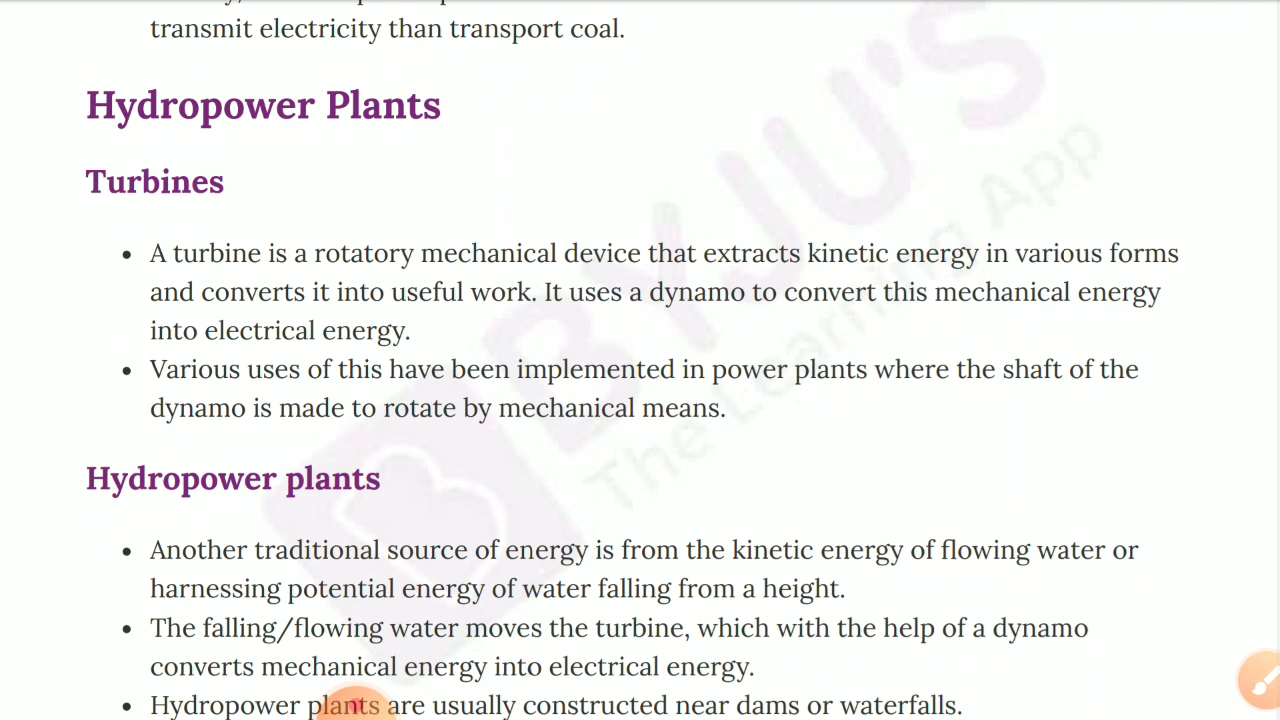 transmit electricity than transport coal.
Hydropower Plants
Turbines
• A turbine is a rotatory mechanical device that extracts kinetic energy in various forms
and converts it into useful work. It uses a dynamo to convert this mechanical energy
into electrical energy.
• Various uses of this have been implemented in power plants where the shaft of the
dynamo is made to rotate by mechanical means.
Hydropower plants
• Another traditional source of energy is from the kinetic energy of flowing water or
harnessing potential energy of water falling from a height.
• The falling/flowing water moves the turbine, which with the help of a dynamo
converts mechanical energy into electrical energy.
• Hydropower plants are usually constructed near dams or waterfalls.
BYJU'S
The Learning App